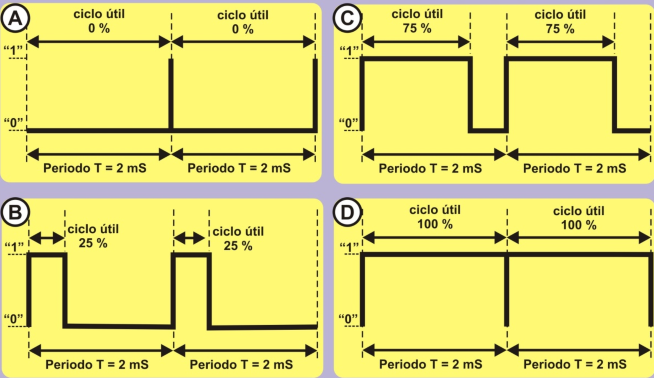 A
ciclo útil
0 %
ciclo útil
0 %
“1”
“0”
Periodo T = 2 mS
Periodo T = 2 mS
C
ciclo útil
75 %
ciclo útil
75 %
“1”
“0”
Periodo T = 2 mS
Periodo T = 2 mS
B
ciclo útil
25 %
ciclo útil
25 %
“1”
“0”
Periodo T = 2 mS
Periodo T = 2 mS
D
ciclo útil
100 %
ciclo útil
100 %
“1”
“0”
Periodo T = 2 mS
Periodo T = 2 mS